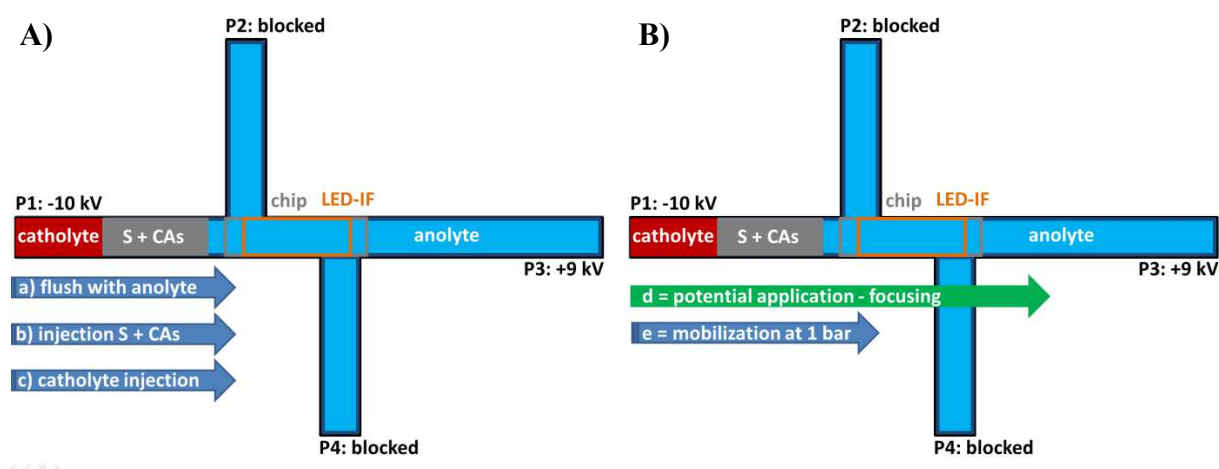 A)
P2: blocked
chip
LED-IF
P1: -10 kV
catholyte
S + CAs
anolyte
P3: +9 kV
a) flush with anolyte
b) injection S + CAs
c) catholyte injection
P4: blocked
B)
P2: blocked
chip
LED-IF
P1: -10 kV
catholyte
S + CAs
anolyte
P3: +9 kV
d = potential application - focusing
e = mobilization at 1 bar
P4: blocked